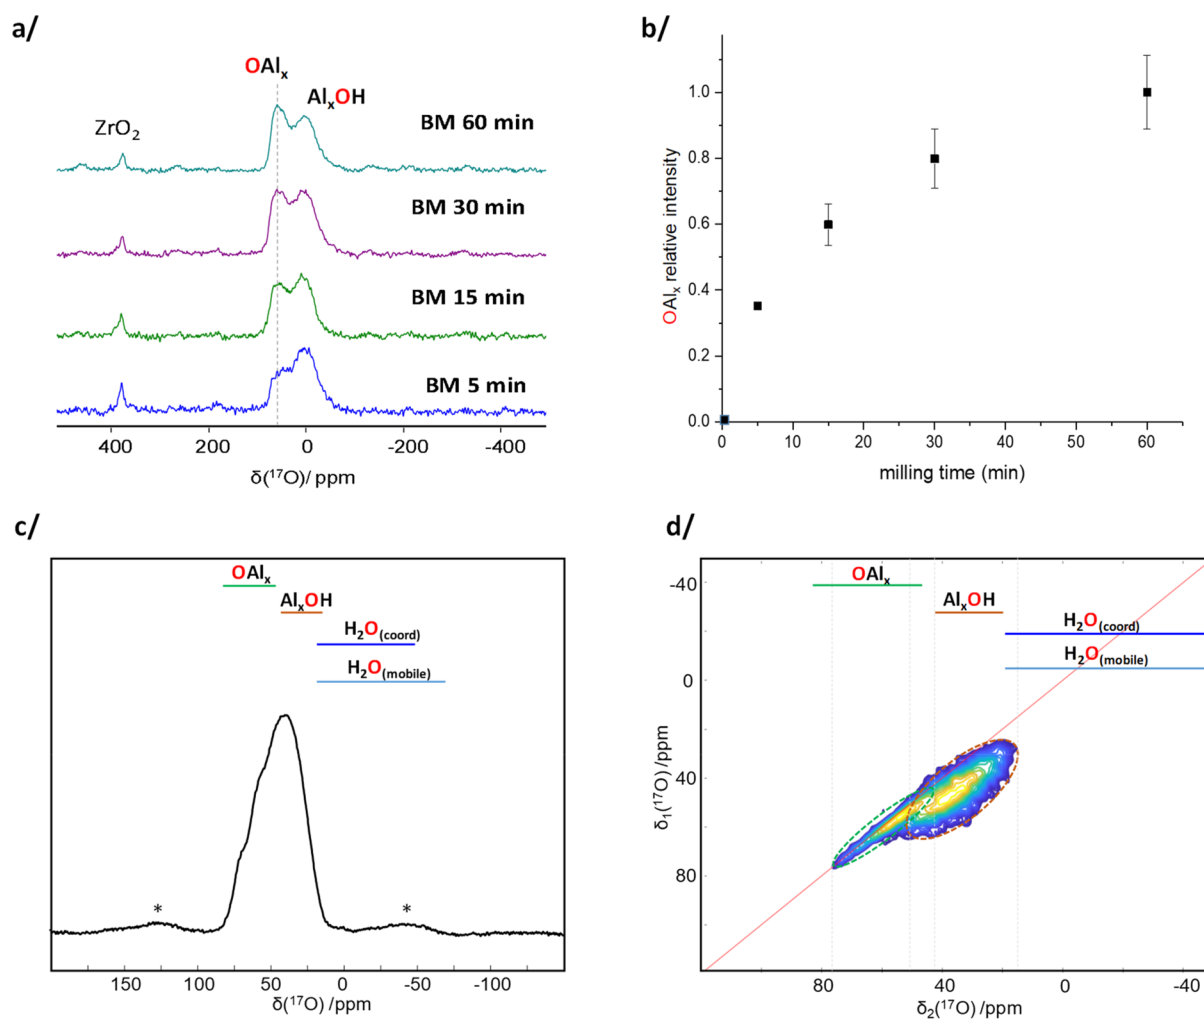 a/
OAlₓ
AlₓOH
ZrO₂
BM 60 min
BM 30 min
BM 15 min
BM 5 min
400 200 0 -200 -400
δ(¹⁷O)/ ppm
b/
OAlₓ relative intensity
1.0
0.8
0.6
0.4
0.2
0.0
0 10 20 30 40 50 60
milling time (min)
c/
OAlₓ
AlₓOH
H₂O(coord)
H₂O(mobile)
* *
150 100 50 0 -50 -100
δ(¹⁷O) /ppm
d/
OAlₓ
AlₓOH
H₂O(coord)
H₂O(mobile)
δ₁(¹⁷O) /ppm
-40
0
40
80
80 40 0 -40
δ₂(¹⁷O) /ppm